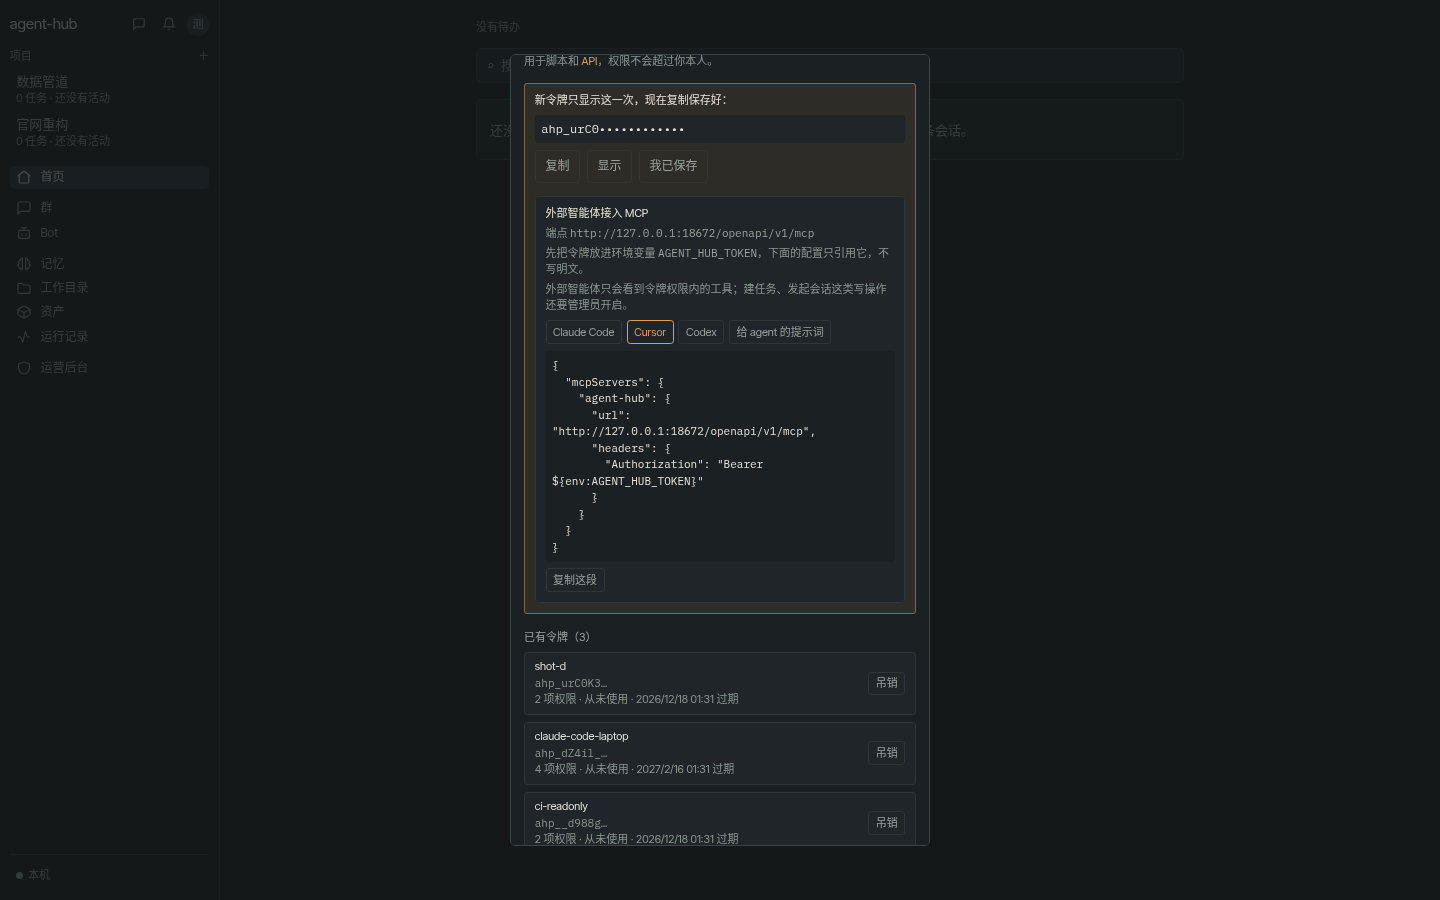 agent-hub
测
项目
+
数据管道
0 任务 · 还没有活动
官网重构
0 任务 · 还没有活动
首页
群
Bot
记忆
工作目录
资产
运行记录
运营后台
本机
没有待办
搜
还没
会话。
用于脚本和 API，权限不会超过你本人。
新令牌只显示这一次，现在复制保存好：
ahp_urC0••••••••••••
复制
显示
我已保存
外部智能体接入 MCP
端点 http://127.0.0.1:18672/openapi/v1/mcp
先把令牌放进环境变量 AGENT_HUB_TOKEN，下面的配置只引用它，不
写明文。
外部智能体只会看到令牌权限内的工具；建任务、发起会话这类写操作
还要管理员开启。
Claude Code
Cursor
Codex
给 agent 的提示词
{
"mcpServers": {
"agent-hub": {
"url":
"http://127.0.0.1:18672/openapi/v1/mcp",
"headers": {
"Authorization": "Bearer
${env:AGENT_HUB_TOKEN}"
}
}
}
}
复制这段
已有令牌（3）
shot-d
ahp_urC0K3…
2 项权限 · 从未使用 · 2026/12/18 01:31 过期
吊销
claude-code-laptop
ahp_dZ4il_…
4 项权限 · 从未使用 · 2027/2/16 01:31 过期
吊销
ci-readonly
ahp__d988g…
2 项权限 · 从未使用 · 2026/12/18 01:31 过期
吊销